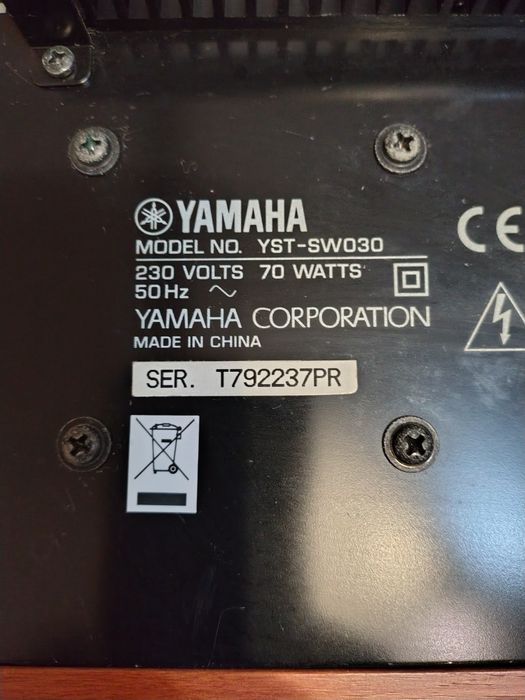 YAMAHA
MODEL NO. YST-SW030
230 VOLTS 70 WATTS
50Hz ~
YAMAHA CORPORATION
MADE IN CHINA
SER. T792237PR
CE